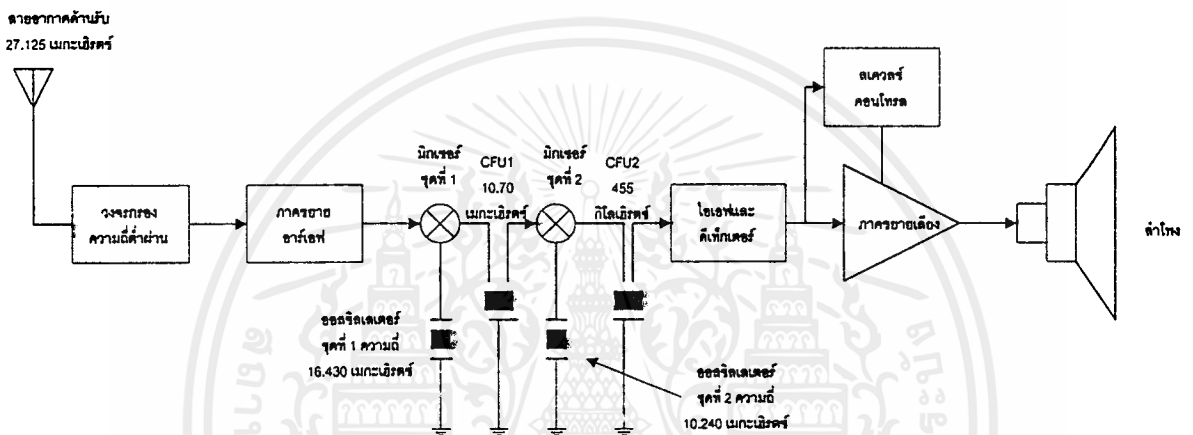 สายอากาศด้านรับ
27.125 เมกะเฮิรตซ์
วงจรกรอง
ความถี่ต่ำผ่าน
ภาคขยาย
อาร์เอฟ
มิกเซอร์
ชุดที่ 1
CFU1
10.70
เมกะเฮิรตซ์
มิกเซอร์
ชุดที่ 2
CFU2
455
กิโลเฮิรตซ์
ไอเอฟและ
ดีเท็กเตอร์
สเควลซ์
คอนโทรล
ภาคขยายเสียง
ลำโพง
ออสซิลเลเตอร์
ชุดที่ 1 ความถี่
16.430 เมกะเฮิรตซ์
ออสซิลเลเตอร์
ชุดที่ 2 ความถี่
10.240 เมกะเฮิรตซ์